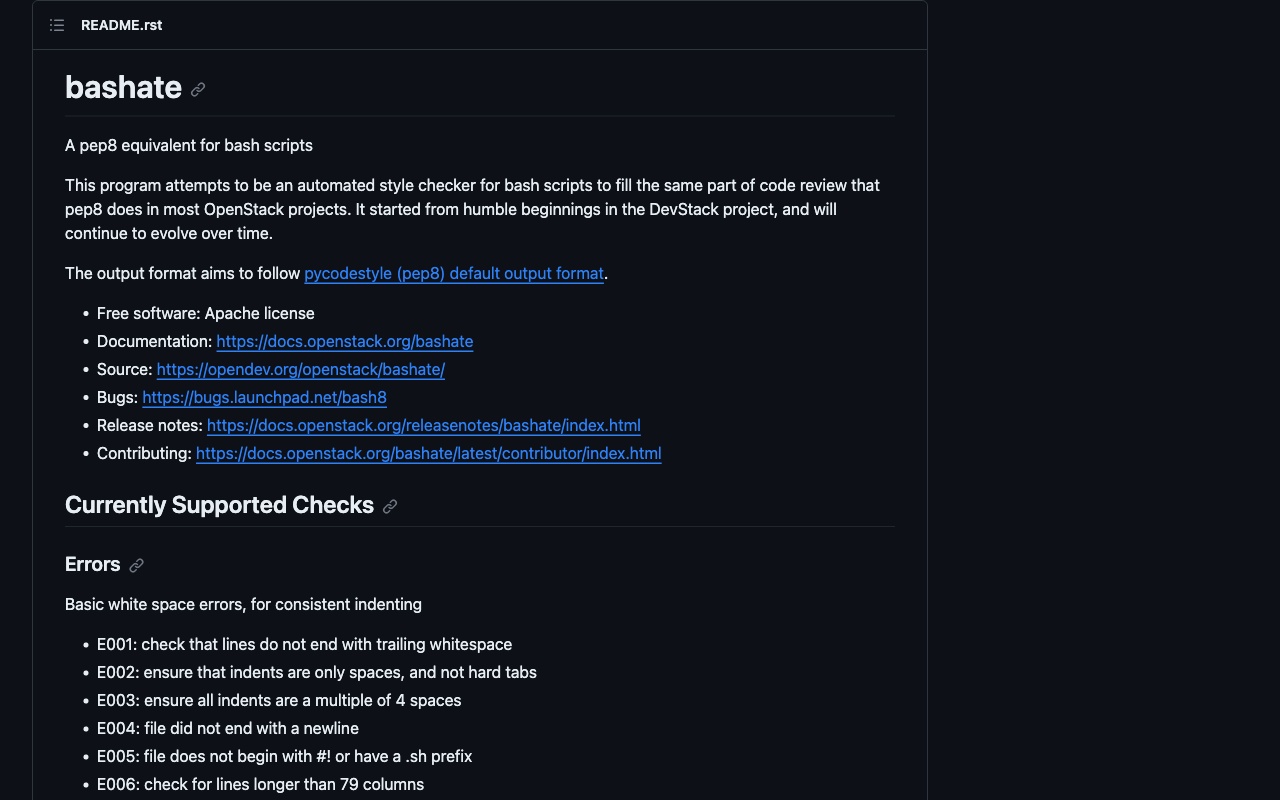 README.rst
bashate
A pep8 equivalent for bash scripts
This program attempts to be an automated style checker for bash scripts to fill the same part of code review that
pep8 does in most OpenStack projects. It started from humble beginnings in the DevStack project, and will
continue to evolve over time.
The output format aims to follow pycodestyle (pep8) default output format.
• Free software: Apache license
• Documentation: https://docs.openstack.org/bashate
• Source: https://opendev.org/openstack/bashate/
• Bugs: https://bugs.launchpad.net/bash8
• Release notes: https://docs.openstack.org/releasenotes/bashate/index.html
• Contributing: https://docs.openstack.org/bashate/latest/contributor/index.html
Currently Supported Checks
Errors
Basic white space errors, for consistent indenting
• E001: check that lines do not end with trailing whitespace
• E002: ensure that indents are only spaces, and not hard tabs
• E003: ensure all indents are a multiple of 4 spaces
• E004: file did not end with a newline
• E005: file does not begin with #! or have a .sh prefix
• E006: check for lines longer than 79 columns